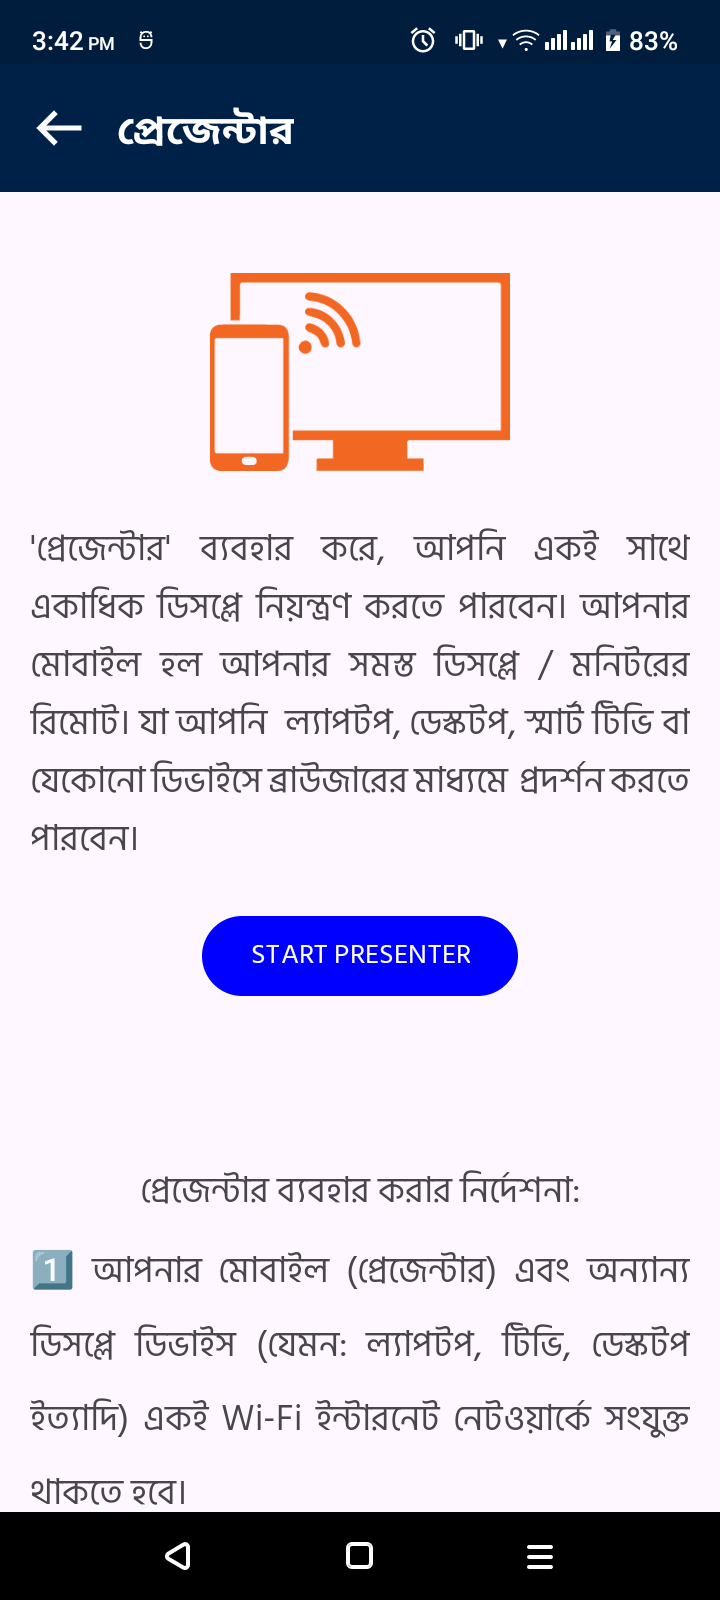 3:42 PM
83%
প্রেজেন্টার
'প্রেজেন্টার' ব্যবহার করে, আপনি একই সাথে
একাধিক ডিসপ্লে নিয়ন্ত্রণ করতে পারবেন। আপনার
মোবাইল হল আপনার সমস্ত ডিসপ্লে / মনিটরের
রিমোট। যা আপনি ল্যাপটপ, ডেস্কটপ, স্মার্ট টিভি বা
যেকোনো ডিভাইসে ব্রাউজারের মাধ্যমে প্রদর্শন করতে
পারবেন।
START PRESENTER
প্রেজেন্টার ব্যবহার করার নির্দেশনা:
1️⃣ আপনার মোবাইল (প্রেজেন্টার) এবং অন্যান্য
ডিসপ্লে ডিভাইস (যেমন: ল্যাপটপ, টিভি, ডেস্কটপ
ইত্যাদি) একই Wi-Fi ইন্টারনেট নেটওয়ার্কে সংযুক্ত
থাকতে হবে।